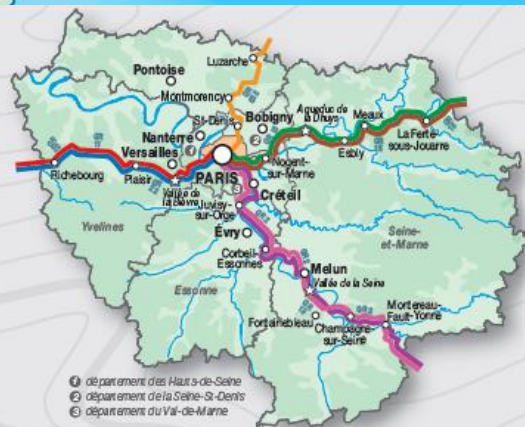 Luzarche
Pontoise
Montmorency
St-Denis
Bobigny
Aqueduc de
la Dhuys
Meaux
La Ferté-
sous-Jouarre
Nanterre
Versailles
Esbly
Nogent-
sur-Marne
Richebourg
Plaisir
PARIS
Vallée de
la Bièvre
Créteil
Juvisy-
sur-Orge
Yvelines
Évry
Seine-
et-Marne
Corbeil-
Essonnes
Melun
Vallée de la Seine
Essonne
Fontainebleau
Champagne-
sur-Seine
Montereau-
Fault-Yonne
1 département des Hauts-de-Seine
2 département de la Seine-St-Denis
3 département du Val-de-Marne